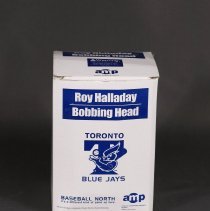 amp
Roy Halladay
Bobbing Head
TORONTO
BLUE JAYS
BASEBALL NORTH
amp